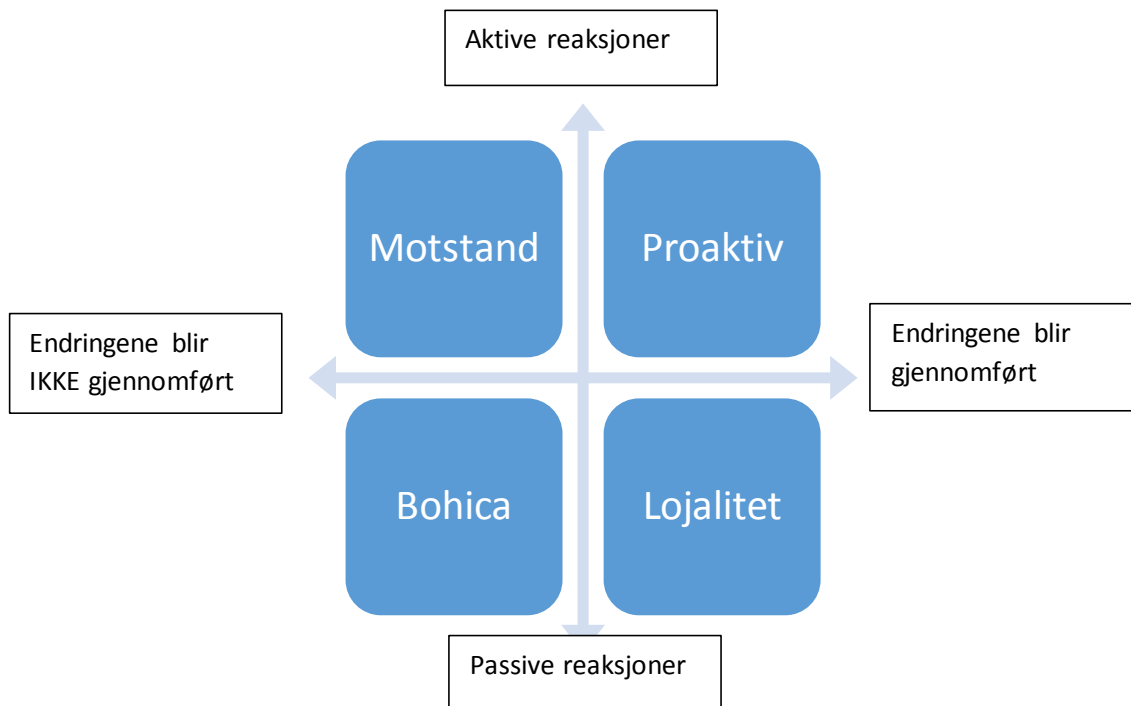 Aktive reaksjoner
Motstand
Proaktiv
Endringene blir
IKKE gjennomført
Endringene blir
gjennomført
Bohica
Lojalitet
Passive reaksjoner